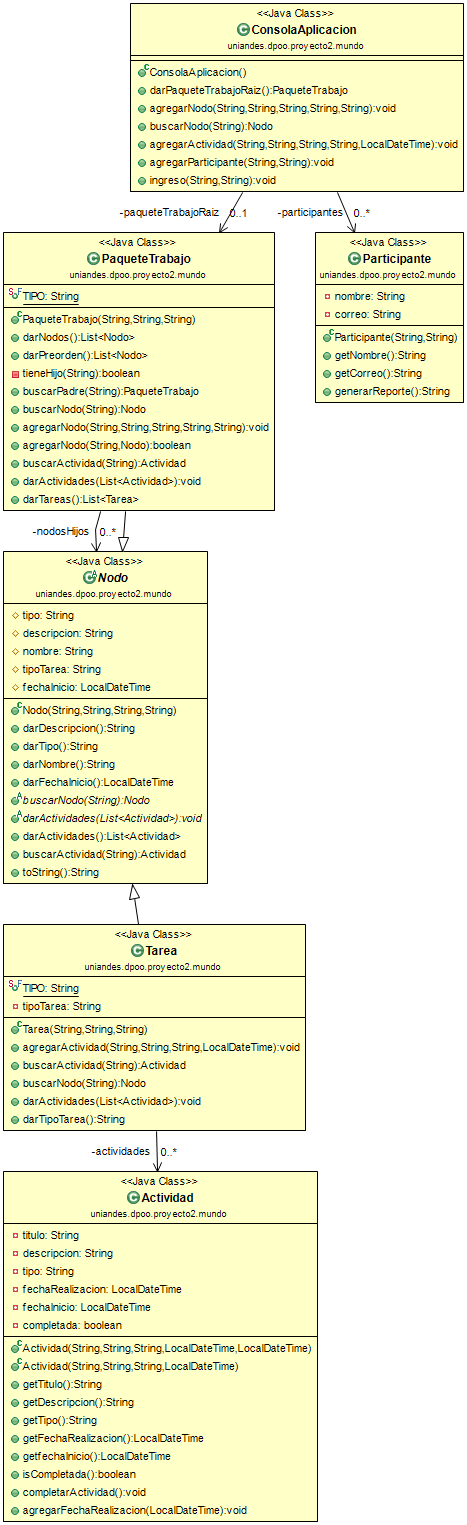 <<Java Class>>
ConsolaAplicacion
uniandes.dpoo.proyecto2.mundo
ConsolaAplicacion()
darPaqueteTrabajoRaiz():PaqueteTrabajo
agregarNodo(String,String,String,String,String):void
buscarNodo(String):Nodo
agregarActividad(String,String,String,String,LocalDateTime):void
agregarParticipante(String,String):void
ingreso(String,String):void
-paqueteTrabajoRaiz 0..1
-participantes 0..*
<<Java Class>>
PaqueteTrabajo
uniandes.dpoo.proyecto2.mundo
TIPO: String
PaqueteTrabajo(String,String,String)
darNodos():List<Nodo>
darPreorden():List<Nodo>
tieneHijo(String):boolean
buscarPadre(String):PaqueteTrabajo
buscarNodo(String):Nodo
agregarNodo(String,String,String,String,String):void
agregarNodo(String,Nodo):boolean
buscarActividad(String):Actividad
darActividades(List<Actividad>):void
darTareas():List<Tarea>
<<Java Class>>
Participante
uniandes.dpoo.proyecto2.mundo
nombre: String
correo: String
Participante(String,String)
getNombre():String
getCorreo():String
generarReporte():String
-nodosHijos 0..*
<<Java Class>>
Nodo
uniandes.dpoo.proyecto2.mundo
tipo: String
descripcion: String
nombre: String
tipoTarea: String
fechaInicio: LocalDateTime
Nodo(String,String,String,String)
darDescripcion():String
darTipo():String
darNombre():String
darFechaInicio():LocalDateTime
buscarNodo(String):Nodo
darActividades(List<Actividad>):void
darActividades():List<Actividad>
buscarActividad(String):Actividad
toString():String
<<Java Class>>
Tarea
uniandes.dpoo.proyecto2.mundo
TIPO: String
tipoTarea: String
Tarea(String,String,String)
agregarActividad(String,String,String,LocalDateTime):void
buscarActividad(String):Actividad
buscarNodo(String):Nodo
darActividades(List<Actividad>):void
darTipoTarea():String
-actividades 0..*
<<Java Class>>
Actividad
uniandes.dpoo.proyecto2.mundo
titulo: String
descripcion: String
tipo: String
fechaRealizacion: LocalDateTime
fechaInicio: LocalDateTime
completada: boolean
Actividad(String,String,String,LocalDateTime,LocalDateTime)
Actividad(String,String,String,LocalDateTime)
getTitulo():String
getDescripcion():String
getTipo():String
getFechaRealizacion():LocalDateTime
getfechaInicio():LocalDateTime
isCompletada():boolean
completarActividad():void
agregarFechaRealizacion(LocalDateTime):void